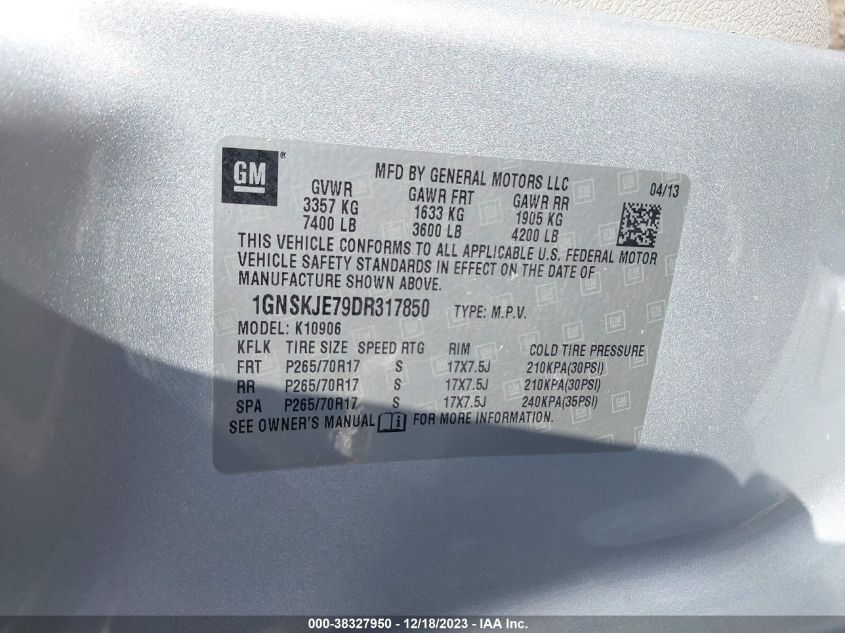 GM®
MFD BY GENERAL MOTORS LLC 04/13
GVWR GAWR FRT GAWR RR
3357 KG 1633 KG 1905 KG
7400 LB 3600 LB 4200 LB
THIS VEHICLE CONFORMS TO ALL APPLICABLE U.S. FEDERAL MOTOR
VEHICLE SAFETY STANDARDS IN EFFECT ON THE DATE OF
MANUFACTURE SHOWN ABOVE.
1GNSKJE79DR317850 TYPE: M.P.V.
MODEL: K10906
KFLK TIRE SIZE SPEED RTG RIM COLD TIRE PRESSURE
FRT P265/70R17 S 17X7.5J 210KPA(30PSI)
RR P265/70R17 S 17X7.5J 210KPA(30PSI)
SPA P265/70R17 S 17X7.5J 240KPA(35PSI)
SEE OWNER'S MANUAL i FOR MORE INFORMATION.
000-38327950 / 12/18/2023 - IAA Inc.